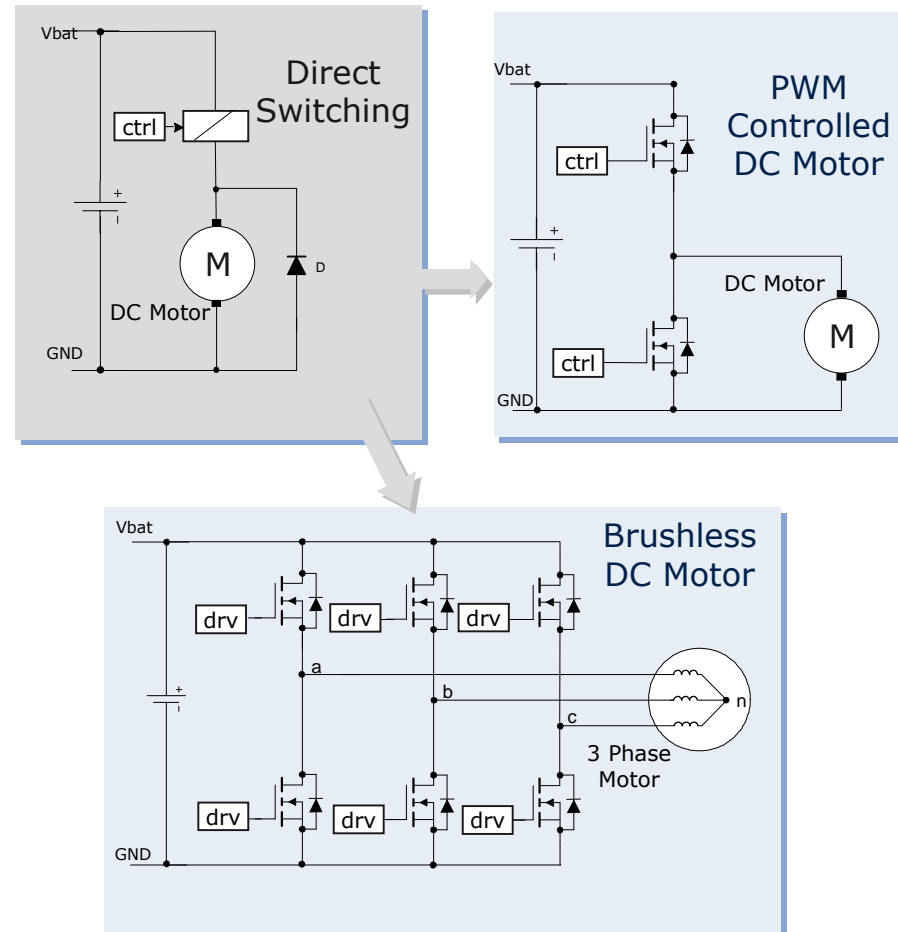 Vbat
Direct
Switching
ctrl
+
M
D
DC Motor
GND
Vbat
PWM
Controlled
DC Motor
ctrl
+
DC Motor
M
ctrl
GND
Vbat
Brushless
DC Motor
drv drv drv
a
b
n
c
+
3 Phase
Motor
drv drv drv
GND